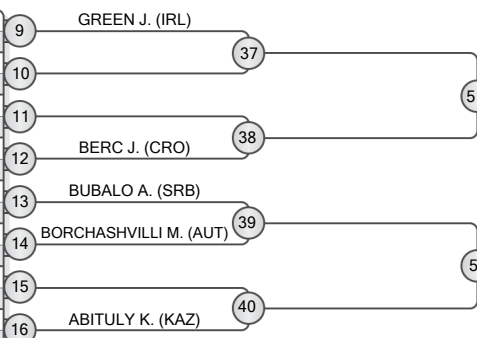 9
GREEN J. (IRL)
37
10
11
38
12
BERC J. (CRO)
5
13
BUBALO A. (SRB)
39
14
BORCHASHVILLI M. (AUT)
15
40
16
ABITULY K. (KAZ)
5